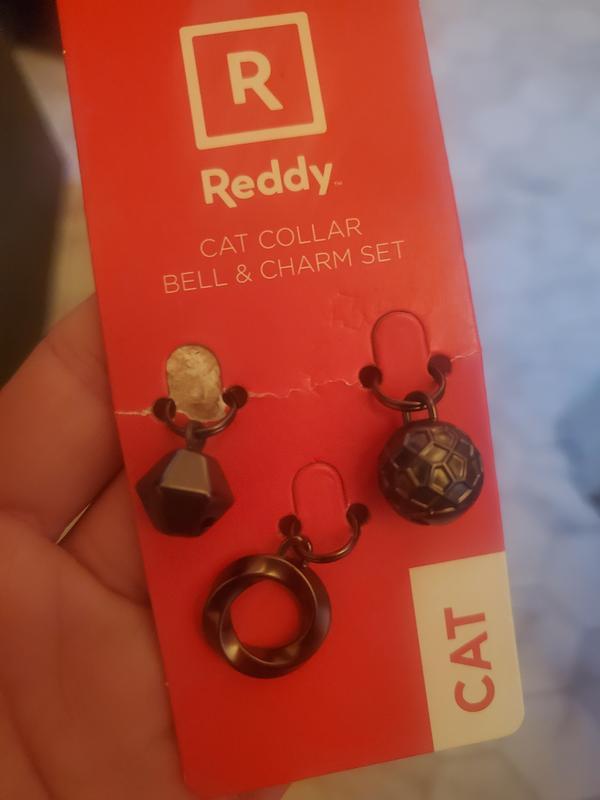 R
Reddy™
CAT COLLAR
BELL & CHARM SET
CAT